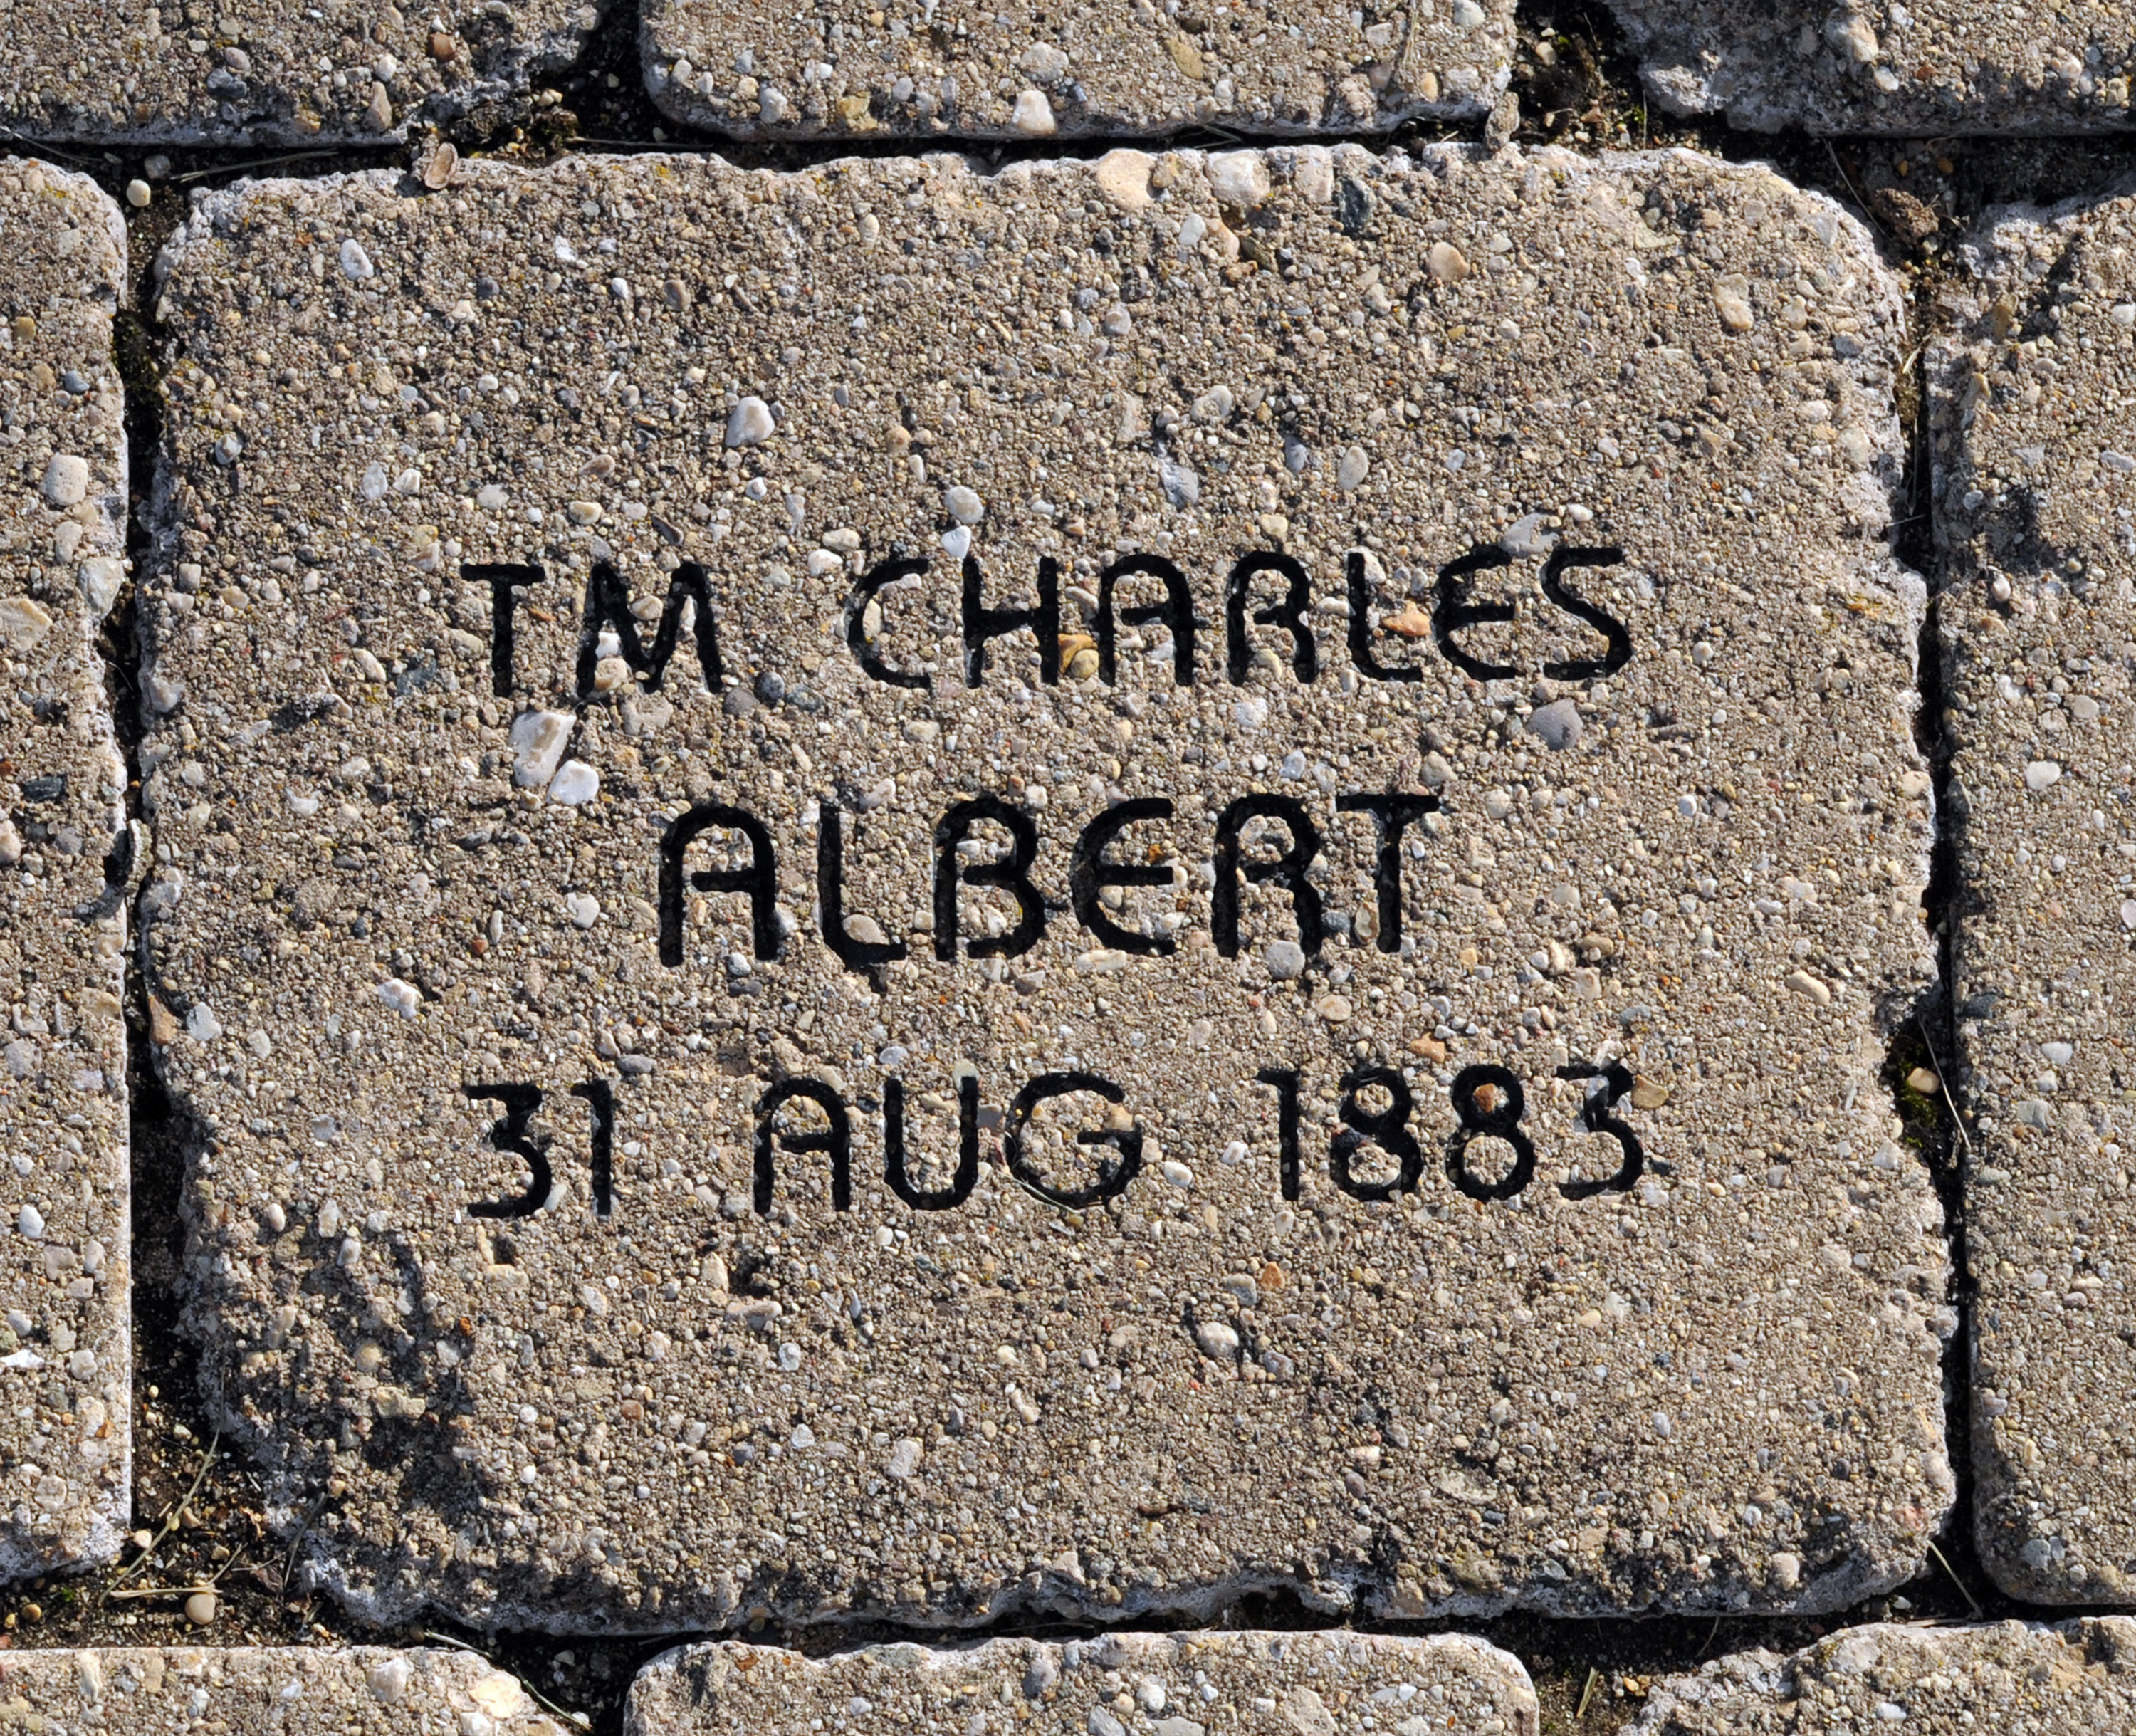 TM CHARLES
ALBERT
31 AUG 1883